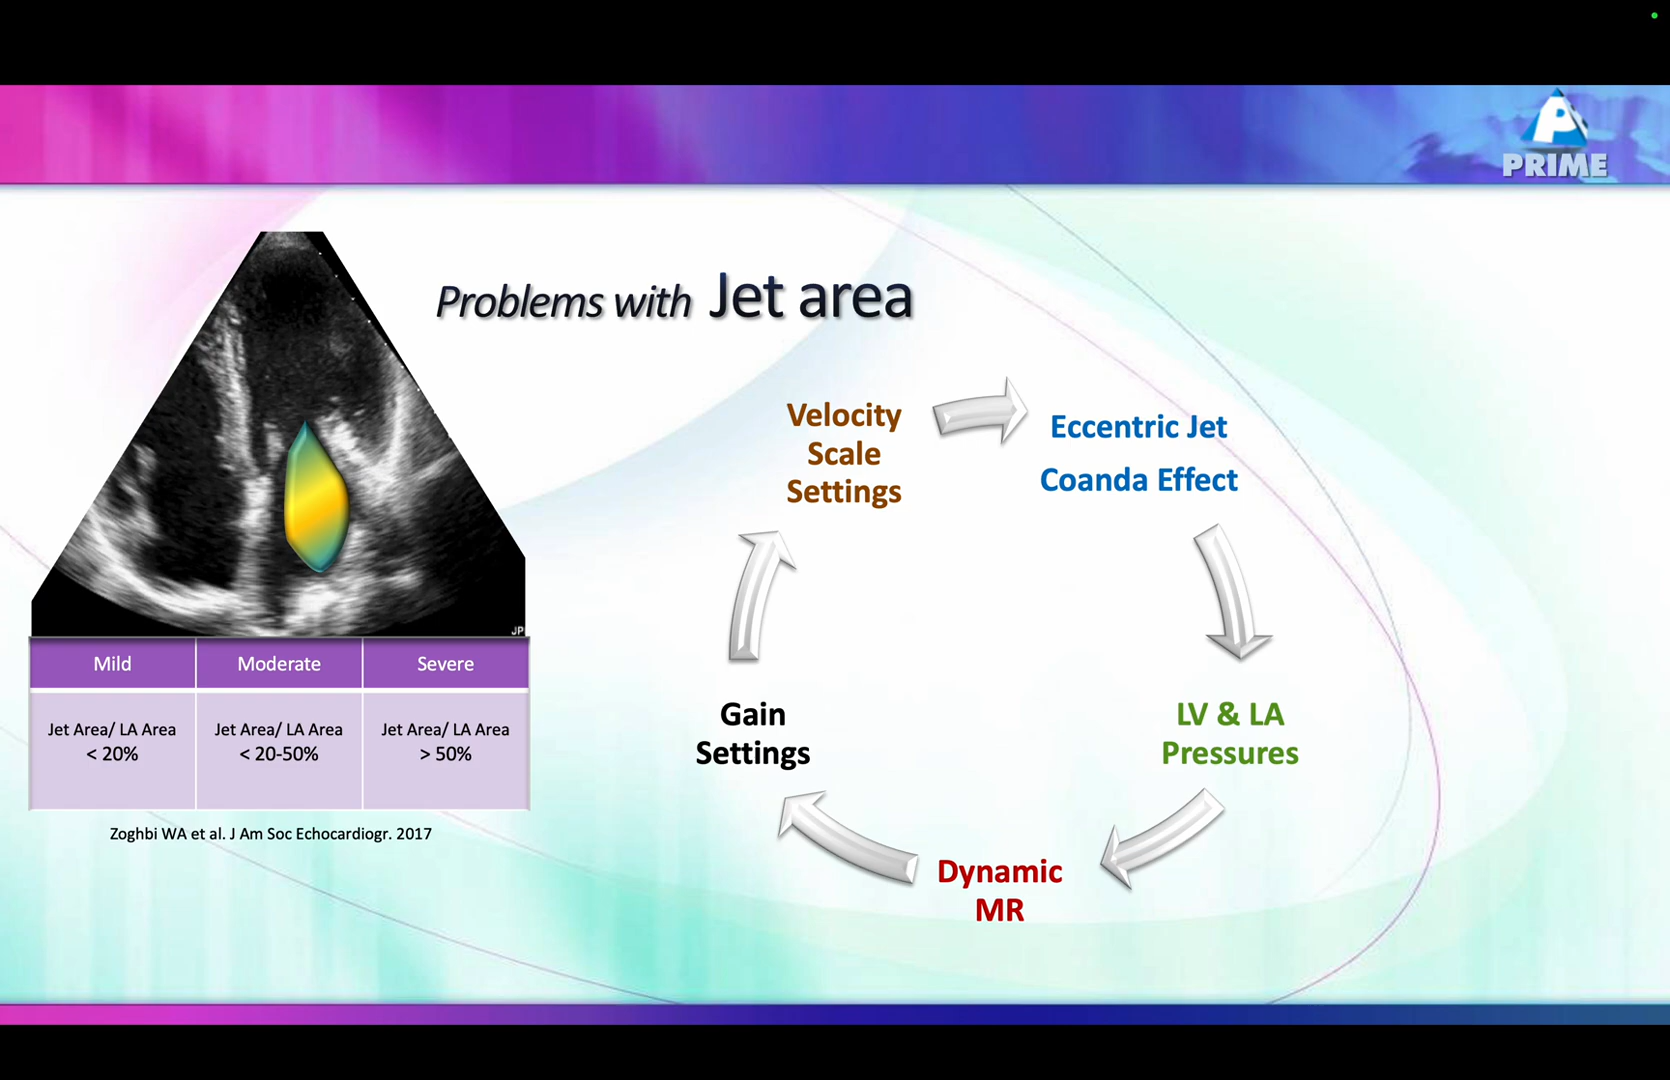 PRIME
Problems with Jet area
Velocity
Scale
Settings
Eccentric Jet
Coanda Effect
LV & LA
Pressures
Dynamic
MR
Gain
Settings
JP
Mild Moderate Severe
Jet Area/ LA Area Jet Area/ LA Area Jet Area/ LA Area
< 20% < 20-50% > 50%
Zoghbi WA et al. J Am Soc Echocardiogr. 2017